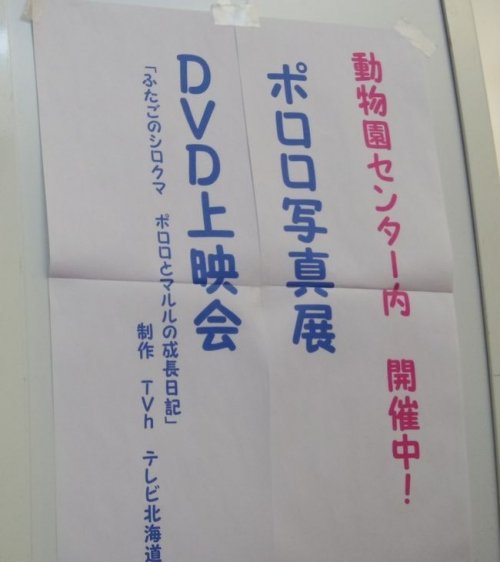 動物園センター内 開催中!
ポロロ写真展
DVD上映会
「ふたごのシロクマ ポロロとマルルの成長日記」
制作 TVh テレビ北海道